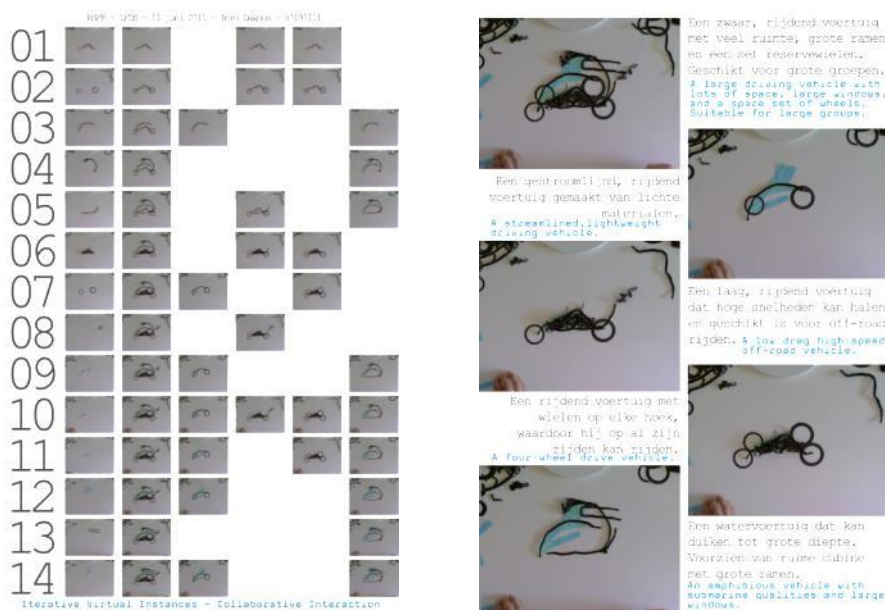 01
02
03
04
05
06
07
08
09
10
11
12
13
14
Iterative Virtual Instances - Collaborative Interaction
Een zwaar, rijdend voertuig
met veel ruimte, grote ramen
en een set reservewielen.
Geschikt voor grote groepen.
A large driving vehicle with
lots of space, large windows,
and a space set of wheels.
Suitable for large groups.
Een gestroomlijnd, rijdend
voertuig gemaakt van lichte
materialen.
A streamlined,lightweight
driving vehicle.
Een laag, rijdend voertuig
dat hoge snelheden kan halen
en geschikt is voor off-road
rijden. A low drag high-speed
off-road vehicle.
Een rijdend voertuig met
wielen op elke hoek,
waardoor hij op al zijn
zijden kan rijden.
A four-wheel drive vehicle.
Een watervoertuig dat kan
duiken tot grote diepte.
Voorzien van ruime cabine
met grote ramen.
An amphibious vehicle with
submarine qualities and large
windows.